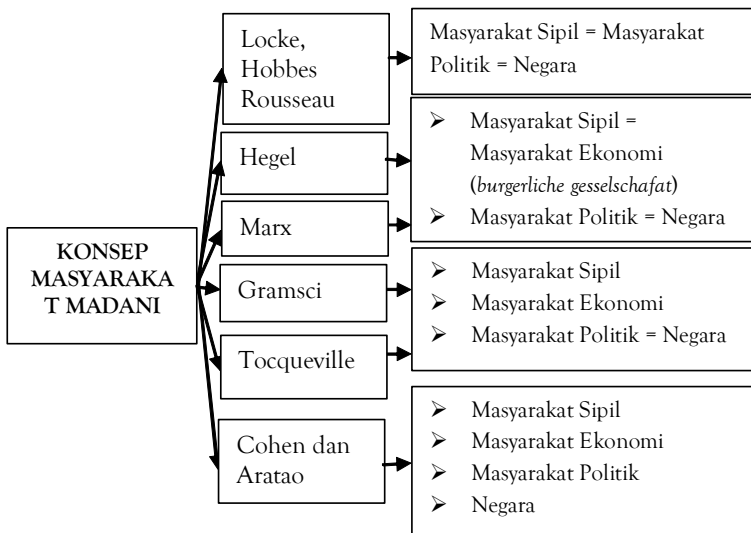 KONSEP
MASYARAKA
T MADANI
Locke,
Hobbes
Rousseau
Masyarakat Sipil = Masyarakat
Politik = Negara
Hegel
Marx
➢ Masyarakat Sipil =
Masyarakat Ekonomi
(burgerliche gesselschafat)
➢ Masyarakat Politik = Negara
Gramsci
Tocqueville
➢ Masyarakat Sipil
➢ Masyarakat Ekonomi
➢ Masyarakat Politik = Negara
Cohen dan
Aratao
➢ Masyarakat Sipil
➢ Masyarakat Ekonomi
➢ Masyarakat Politik
➢ Negara